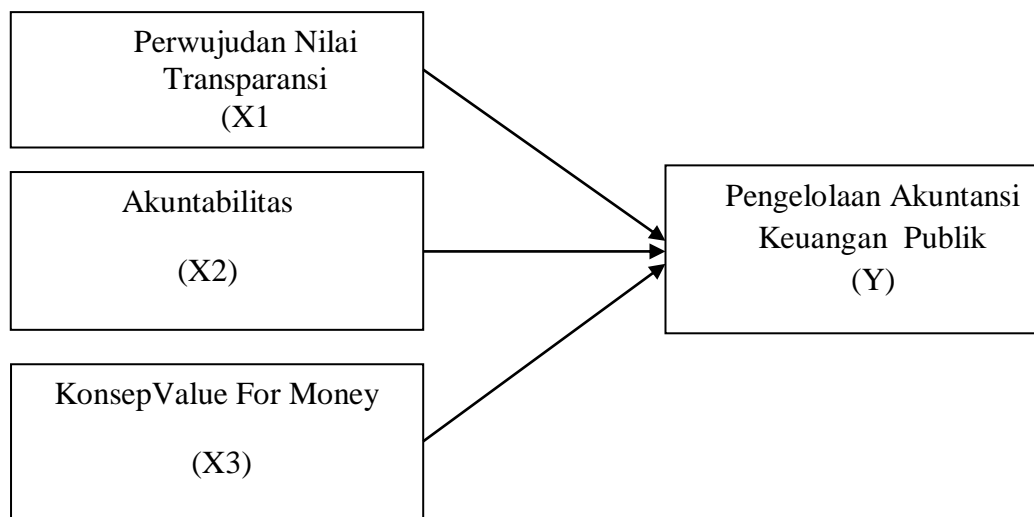 Perwujudan Nilai
Transparansi
(X1
Akuntabilitas
(X2)
KonsepValue For Money
(X3)
Pengelolaan Akuntansi
Keuangan Publik
(Y)